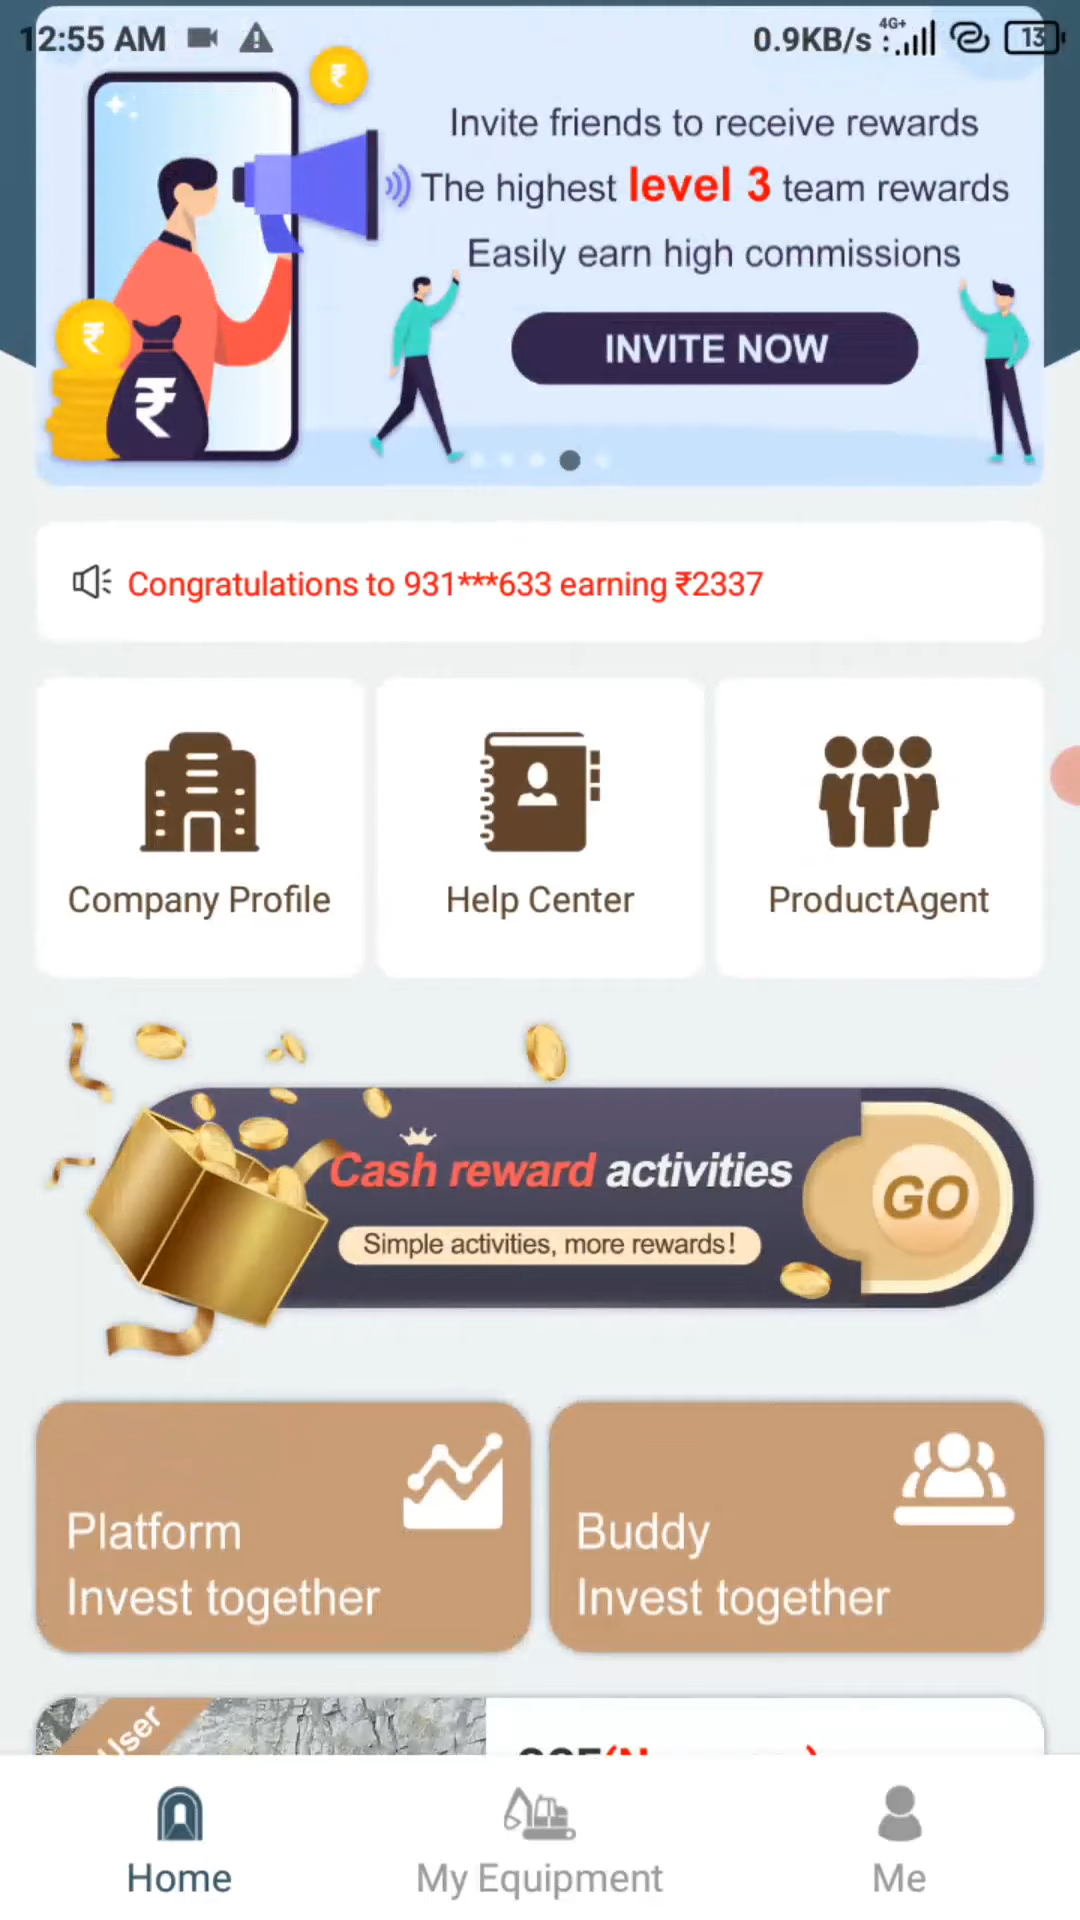 12:55 AM
0.9KB/s 4G+ 13
Invite friends to receive rewards
The highest level 3 team rewards
Easily earn high commissions
INVITE NOW
Congratulations to 931***633 earning ₹2337
Company Profile
Help Center
ProductAgent
Cash reward activities
GO
Simple activities, more rewards!
Platform
Invest together
Buddy
Invest together
User
Home
My Equipment
Me